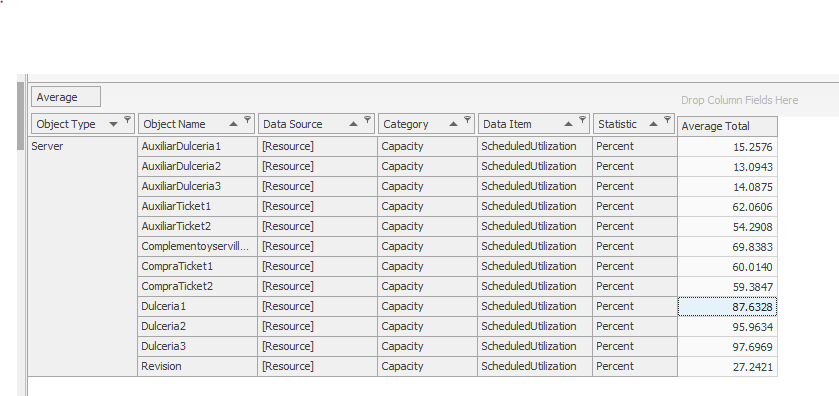 Average
Drop Column Fields Here
Object Type Object Name Data Source Category Data Item Statistic Average Total
Server AuxiliarDulceria1 [Resource] Capacity ScheduledUtilization Percent 15.2576
AuxiliarDulceria2 [Resource] Capacity ScheduledUtilization Percent 13.0943
AuxiliarDulceria3 [Resource] Capacity ScheduledUtilization Percent 14.0875
AuxiliarTicket1 [Resource] Capacity ScheduledUtilization Percent 62.0606
AuxiliarTicket2 [Resource] Capacity ScheduledUtilization Percent 54.2908
Complementoyservill... [Resource] Capacity ScheduledUtilization Percent 69.8383
CompraTicket1 [Resource] Capacity ScheduledUtilization Percent 60.0140
CompraTicket2 [Resource] Capacity ScheduledUtilization Percent 59.3847
Dulceria1 [Resource] Capacity ScheduledUtilization Percent 87.6328
Dulceria2 [Resource] Capacity ScheduledUtilization Percent 95.9634
Dulceria3 [Resource] Capacity ScheduledUtilization Percent 97.6969
Revision [Resource] Capacity ScheduledUtilization Percent 27.2421